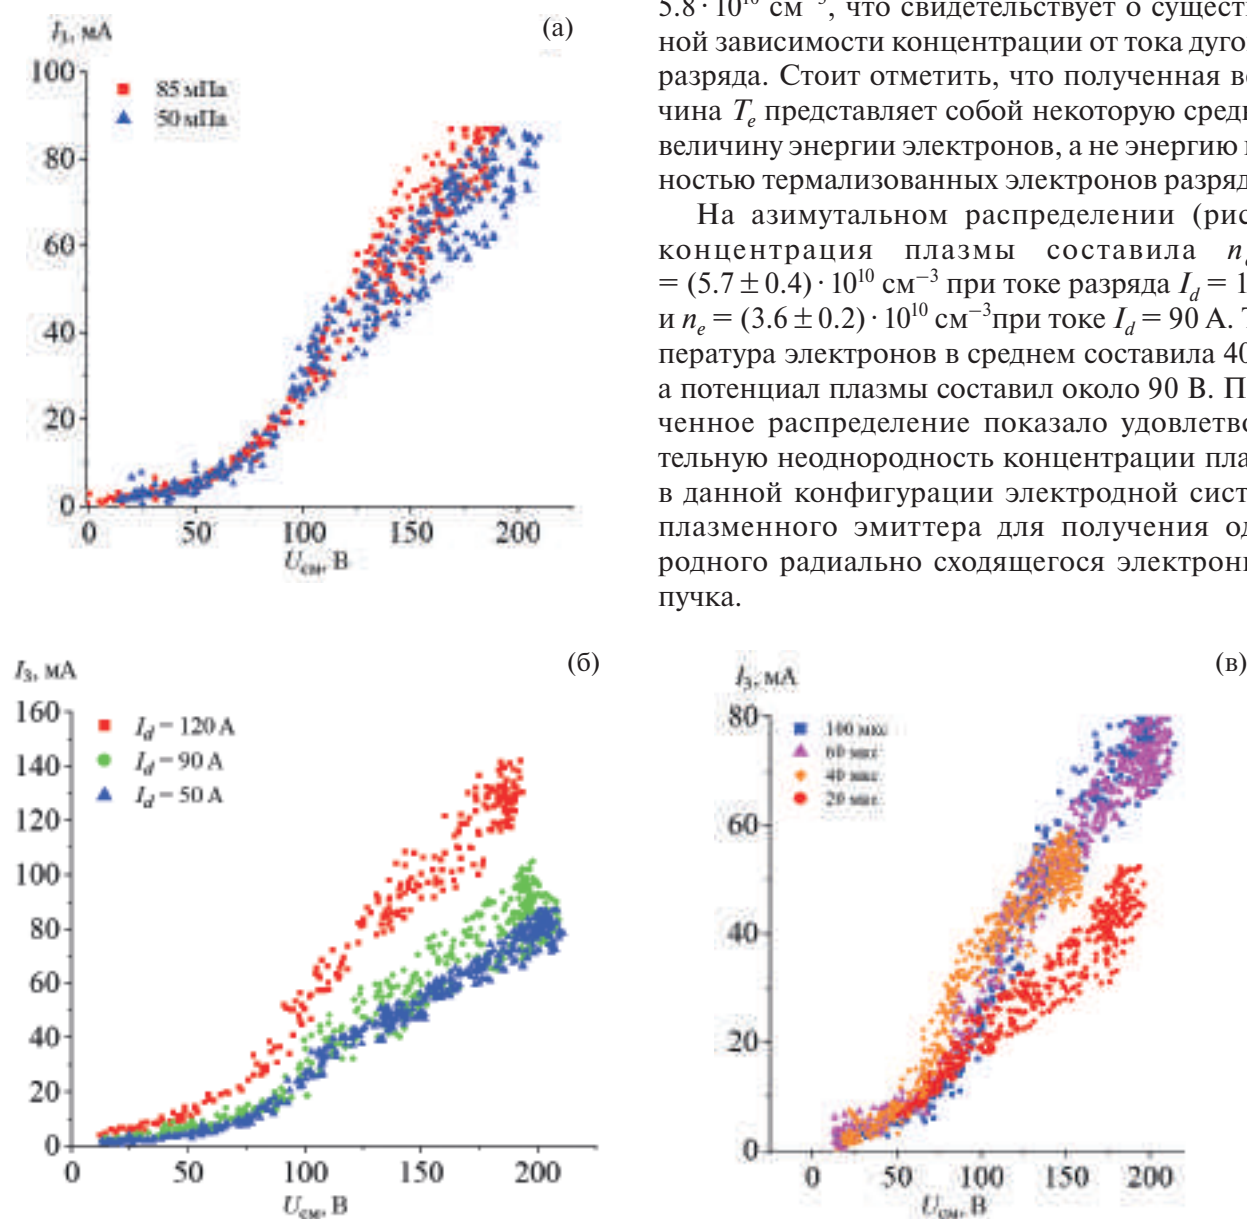 I₁, мА
(а)
85 мПа
50 мПа
100
80
60
40
20
0
0 50 100 150 200
Uсм, В
5.8 · 10¹⁰ см⁻³, что свидетельствует о существ
ной зависимости концентрации от тока дуго
разряда. Стоит отметить, что полученная ве
чина Tₑ представляет собой некоторую средн
величину энергии электронов, а не энергию
ностью термализованных электронов разряд
На азимутальном распределении (рис
концентрация плазмы составила nₑ
= (5.7 ± 0.4) · 10¹⁰ см⁻³ при токе разряда I_d = 1
и nₑ = (3.6 ± 0.2) · 10¹⁰ см⁻³при токе I_d = 90 А. Т
пература электронов в среднем составила 40
а потенциал плазмы составил около 90 В. П
ченное распределение показало удовлетво
тельную неоднородность концентрации пла
в данной конфигурации электродной сист
плазменного эмиттера для получения од
родного радиально сходящегося электронн
пучка.
I₃, мА
(б)
I_d = 120 А
I_d = 90 А
I_d = 50 А
160
140
120
100
80
60
40
20
0
0 50 100 150 200
Uсм, В
I₃, мА
(в)
100 мкс
60 мкс
40 мкс
20 мкс
80
60
40
20
0
0 50 100 150 200
Uсм, В